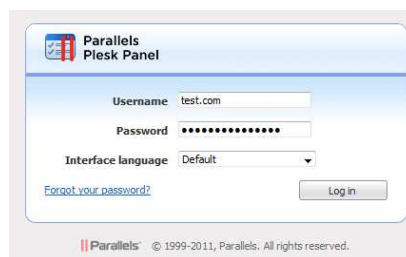 Parallels
Plesk Panel
Username test.com
Password •••••••••••••••
Interface language Default
Forgot your password? Log in
Parallels® © 1999-2011, Parallels. All rights reserved.